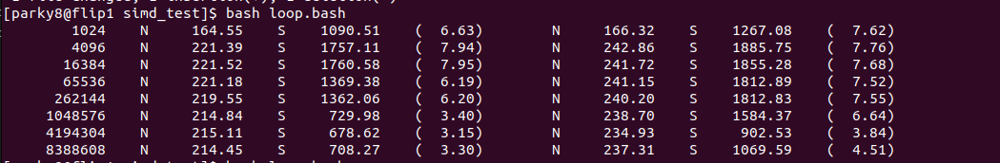 [parky8@flip1 simd_test]$ bash loop.bash
1024 N 164.55 S 1090.51 ( 6.63) N 166.32 S 1267.08 ( 7.62)
4096 N 221.39 S 1757.11 ( 7.94) N 242.86 S 1885.75 ( 7.76)
16384 N 221.52 S 1760.58 ( 7.95) N 241.72 S 1855.28 ( 7.68)
65536 N 221.18 S 1369.38 ( 6.19) N 241.15 S 1812.89 ( 7.52)
262144 N 219.55 S 1362.06 ( 6.20) N 240.20 S 1812.83 ( 7.55)
1048576 N 214.84 S 729.98 ( 3.40) N 238.70 S 1584.37 ( 6.64)
4194304 N 215.11 S 678.62 ( 3.15) N 234.93 S 902.53 ( 3.84)
8388608 N 214.45 S 708.27 ( 3.30) N 237.31 S 1069.59 ( 4.51)